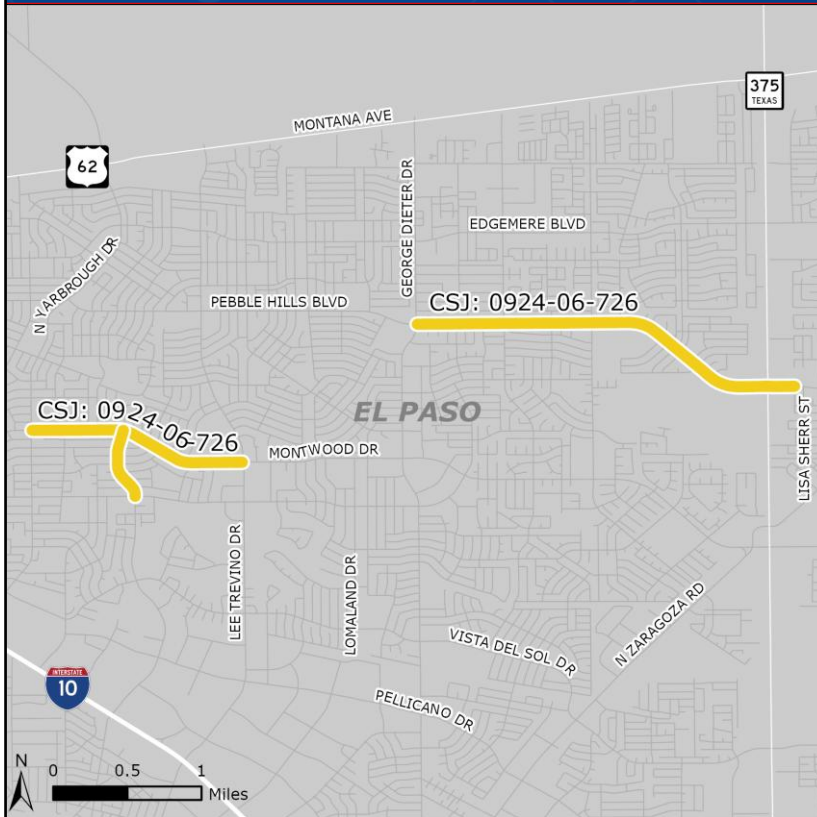 375
TEXAS
MONTANA AVE
62
GEORGE DIETER DR
EDGEMERE BLVD
N YARBROUGH DR
PEBBLE HILLS BLVD
CSJ: 0924-06-726
CSJ: 0924-06-726
EL PASO
MONTWOOD DR
LISA SHERR ST
LEE TREVINO DR
LOMALAND DR
VISTA DEL SOL DR
N ZARAGOZA RD
INTERSTATE
10
PELLICANO DR
N
0 0.5 1
Miles